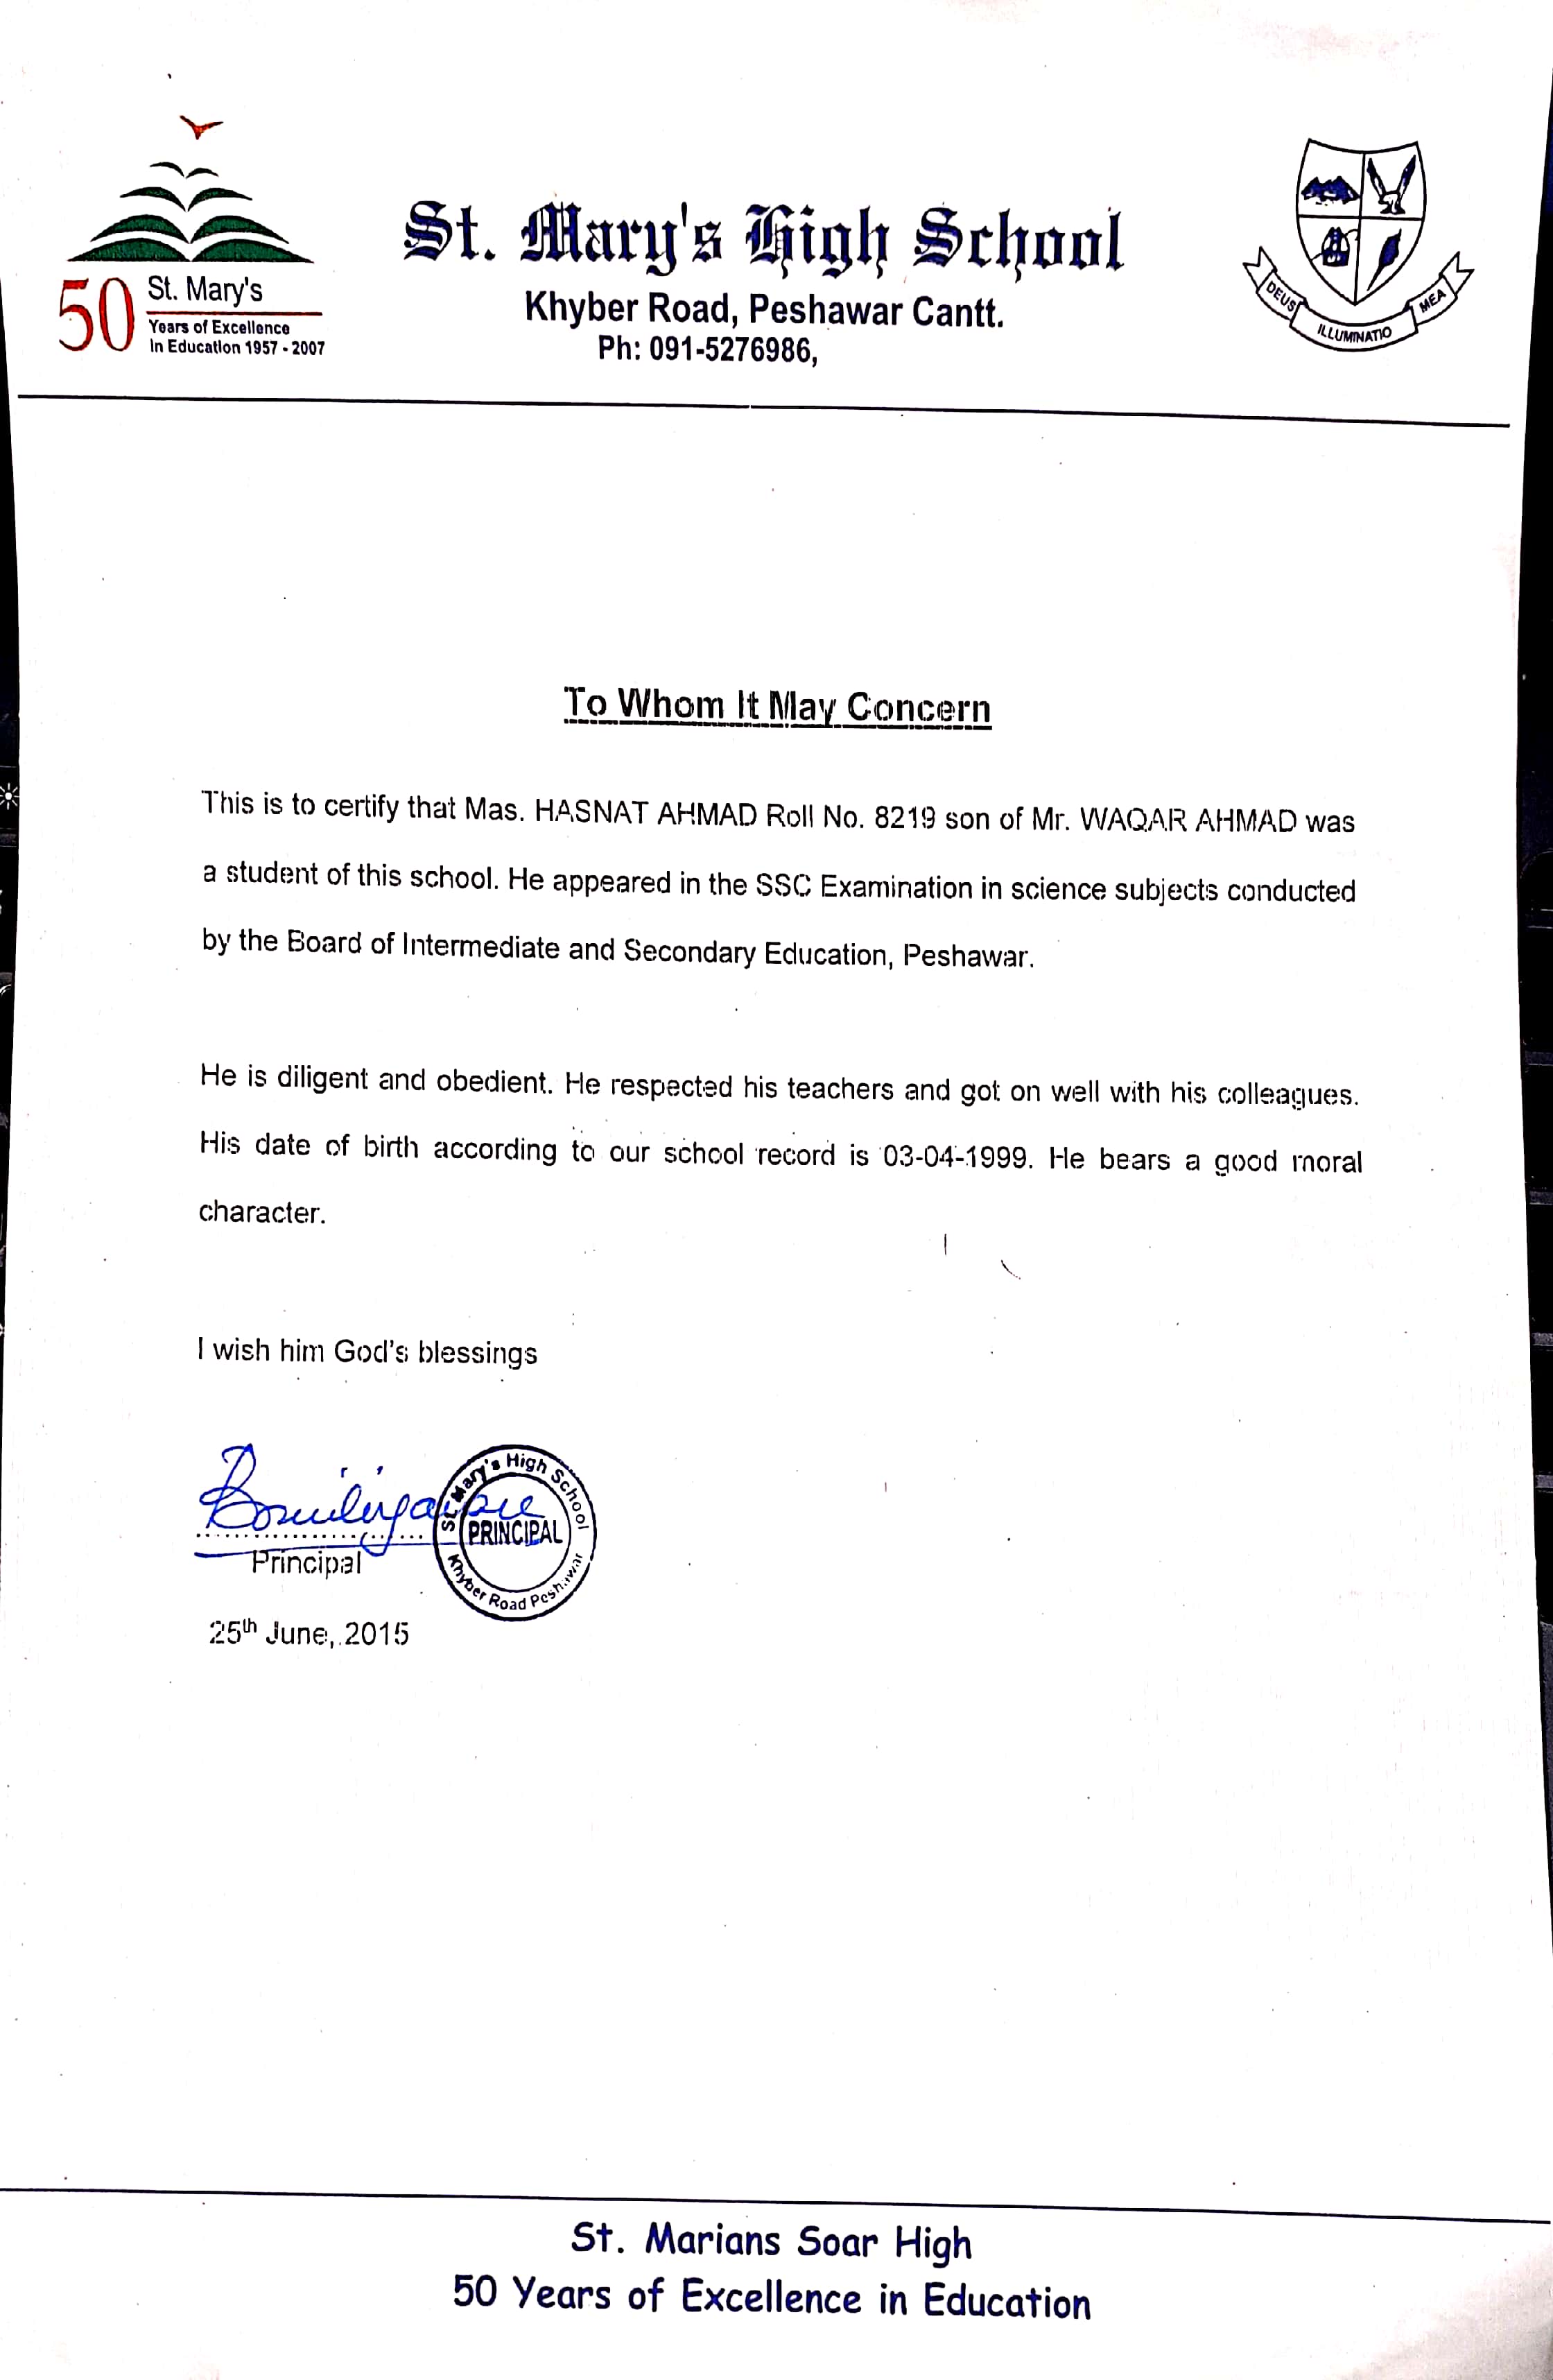 50 St. Mary's
Years of Excellence
In Education 1957 - 2007
St. Mary's High School
Khyber Road, Peshawar Cantt.
Ph: 091-5276986,
DEUS ILLUMINATIO MEA
To Whom It May Concern
This is to certify that Mas. HASNAT AHMAD Roll No. 8219 son of Mr. WAQAR AHMAD was
a student of this school. He appeared in the SSC Examination in science subjects conducted
by the Board of Intermediate and Secondary Education, Peshawar.
He is diligent and obedient. He respected his teachers and got on well with his colleagues.
His date of birth according to our school record is 03-04-1999. He bears a good moral
character.
I wish him God's blessings
St. Mary's High School
PRINCIPAL
Khyber Road Peshawar
Principal
25th June, 2015
St. Marians Soar High
50 Years of Excellence in Education